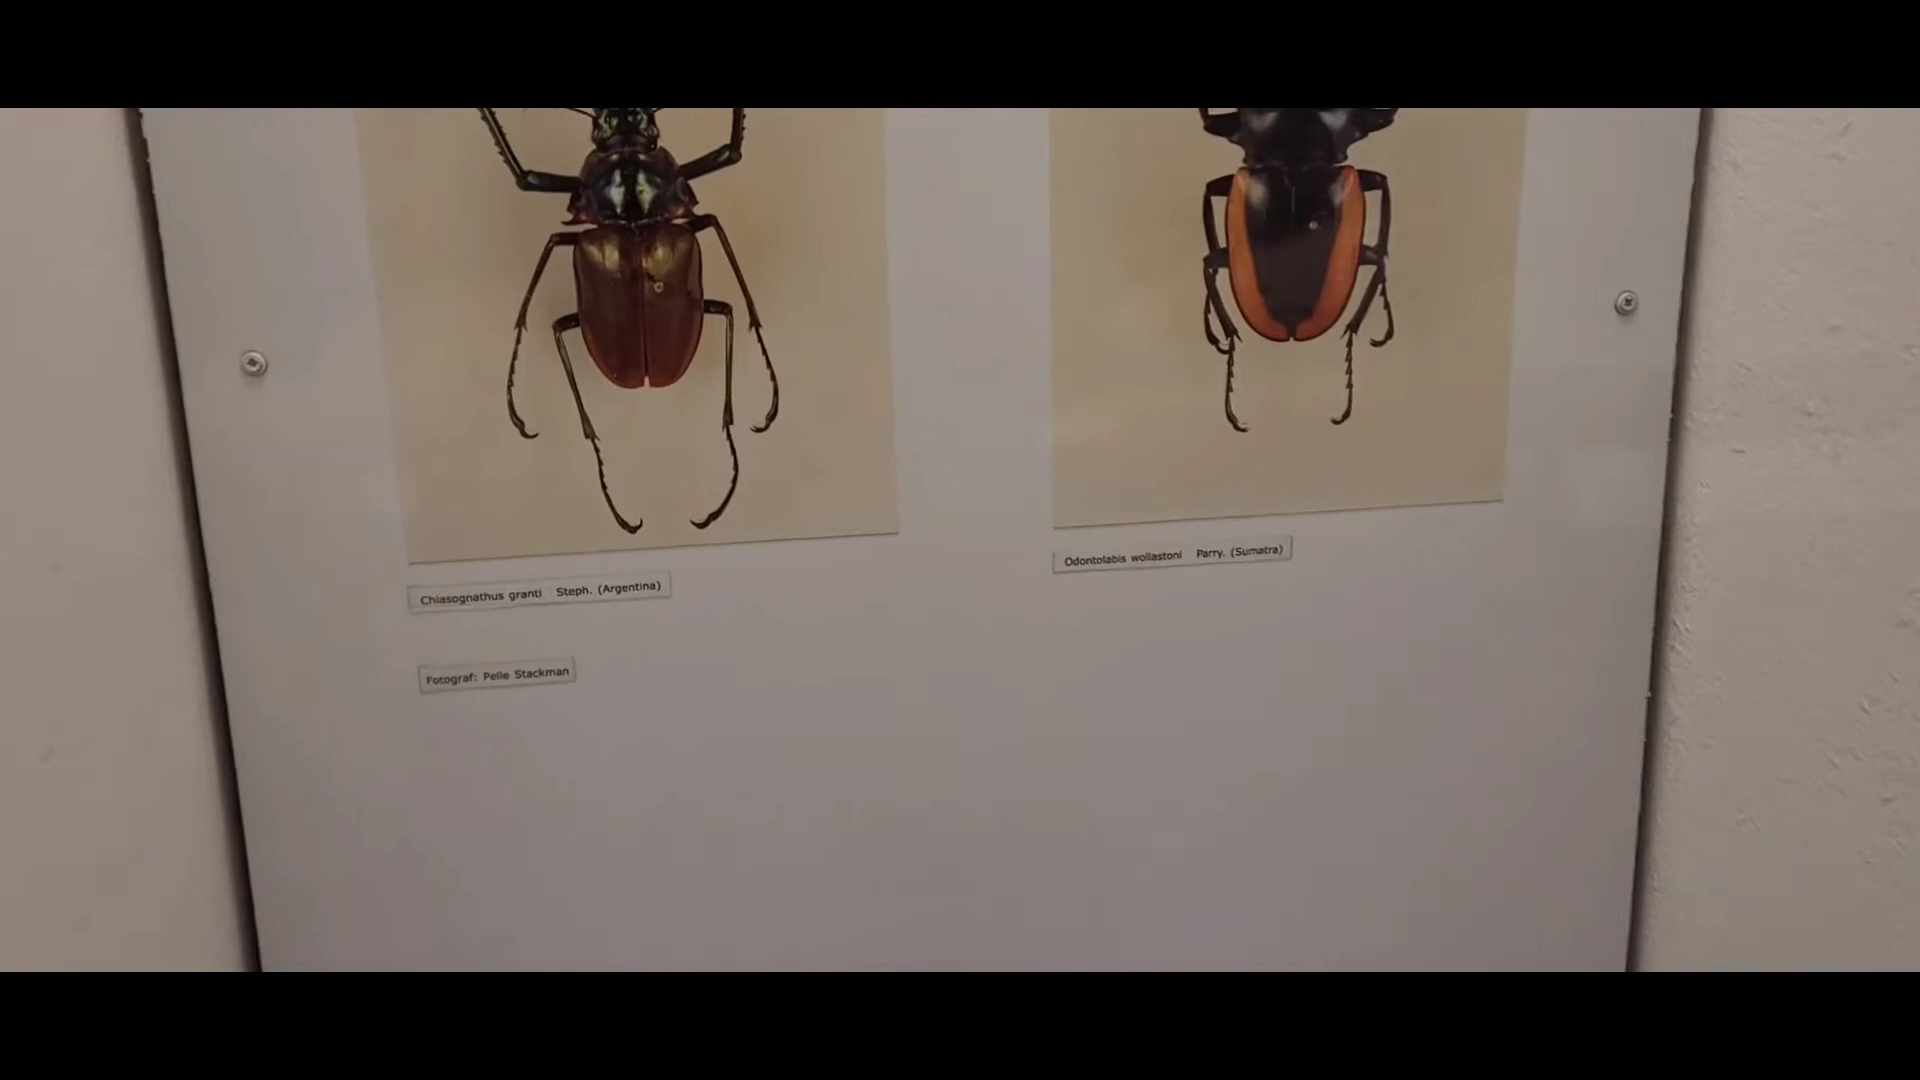 Chiasognathus granti Steph. (Argentina)
Odontolabis wollastoni Parry. (Sumatra)
Fotograf: Pelle Stackman